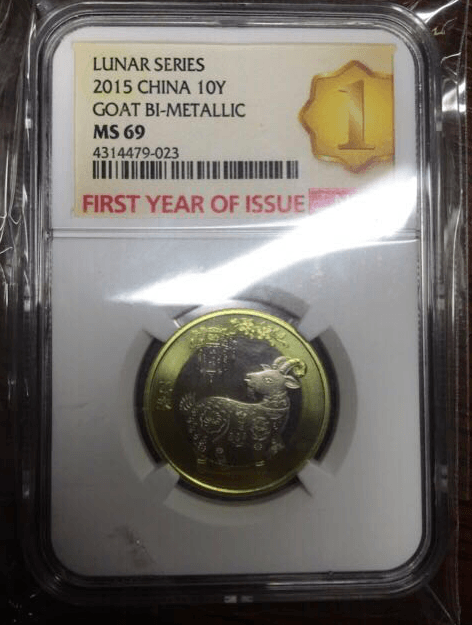 LUNAR SERIES
2015 CHINA 10Y
GOAT BI-METALLIC
MS 69
4314479-023
1
FIRST YEAR OF ISSUE